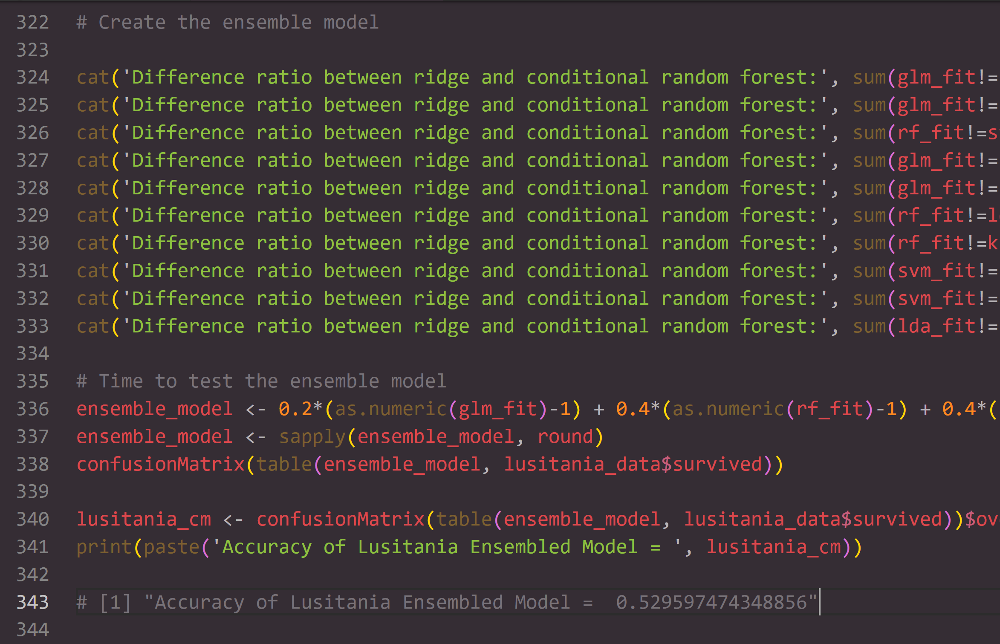 322 # Create the ensemble model
323
324 cat('Difference ratio between ridge and conditional random forest:', sum(glm_fit!=
325 cat('Difference ratio between ridge and conditional random forest:', sum(glm_fit!=
326 cat('Difference ratio between ridge and conditional random forest:', sum(rf_fit!=s
327 cat('Difference ratio between ridge and conditional random forest:', sum(glm_fit!=
328 cat('Difference ratio between ridge and conditional random forest:', sum(glm_fit!=
329 cat('Difference ratio between ridge and conditional random forest:', sum(rf_fit!=l
330 cat('Difference ratio between ridge and conditional random forest:', sum(rf_fit!=k
331 cat('Difference ratio between ridge and conditional random forest:', sum(svm_fit!=
332 cat('Difference ratio between ridge and conditional random forest:', sum(svm_fit!=
333 cat('Difference ratio between ridge and conditional random forest:', sum(lda_fit!=
334
335 # Time to test the ensemble model
336 ensemble_model <- 0.2*(as.numeric(glm_fit)-1) + 0.4*(as.numeric(rf_fit)-1) + 0.4*(
337 ensemble_model <- sapply(ensemble_model, round)
338 confusionMatrix(table(ensemble_model, lusitania_data$survived))
339
340 lusitania_cm <- confusionMatrix(table(ensemble_model, lusitania_data$survived))$ov
341 print(paste('Accuracy of Lusitania Ensembled Model = ', lusitania_cm))
342
343 # [1] "Accuracy of Lusitania Ensembled Model =  0.529597474348856"
344